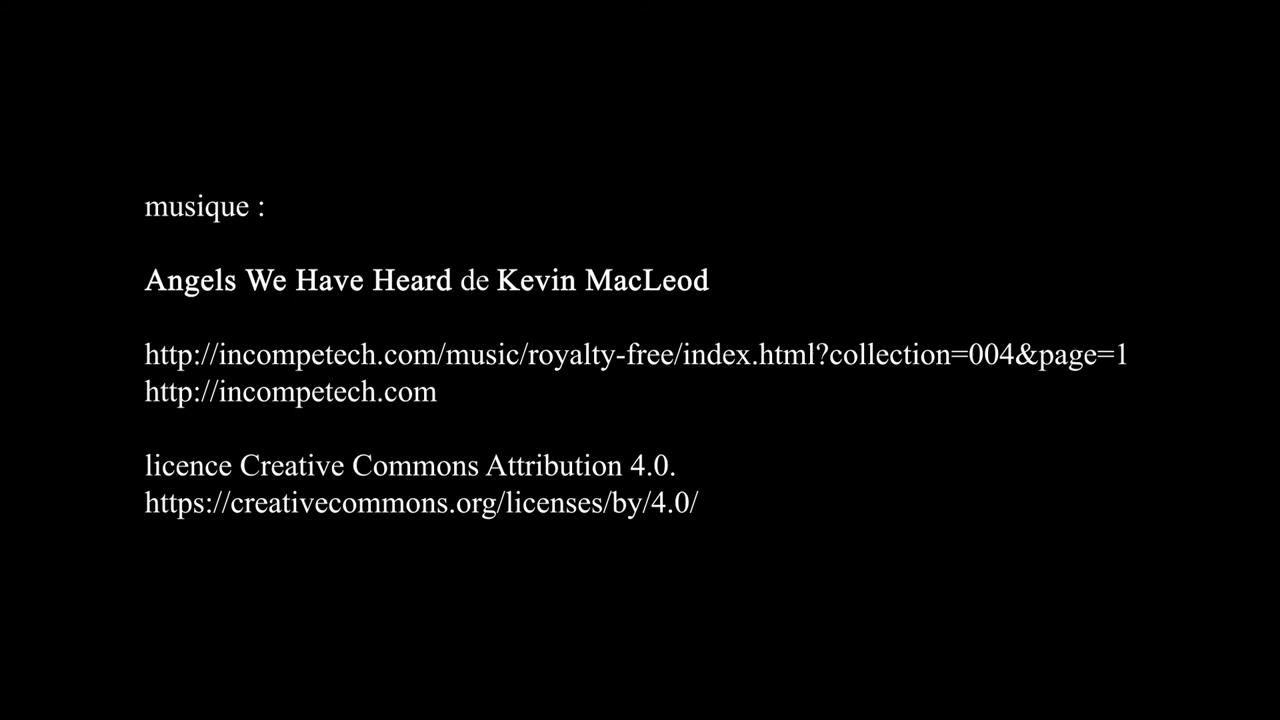 musique :
Angels We Have Heard de Kevin MacLeod
http://incompetech.com/music/royalty-free/index.html?collection=004&page=1
http://incompetech.com
licence Creative Commons Attribution 4.0.
https://creativecommons.org/licenses/by/4.0/